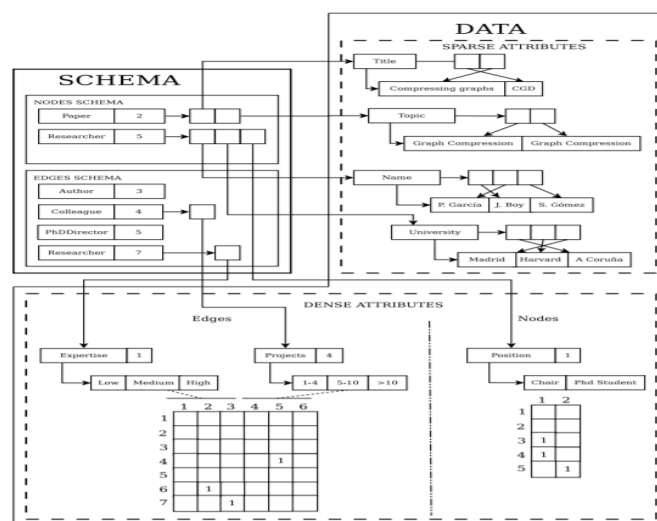 DATA
SPARSE ATTRIBUTES
Title
Compressing graphs CGD
Topic
Graph Compression Graph Compression
Name
P. García J. Boy S. Gómez
University
Madrid Harvard A Coruña
SCHEMA
NODES SCHEMA
Paper 2
Researcher 5
EDGES SCHEMA
Author 3
Colleague 4
PhDDirector 5
Researcher 7
DENSE ATTRIBUTES
Edges Nodes
Expertise 1 Projects 4 Position 1
Low Medium High 1-4 5-10 >10 Chair Phd Student
1 2 3 4 5 6
1
2
3
4 1
5
6 1
7 1
1 2
1
2
3 1
4 1
5 1